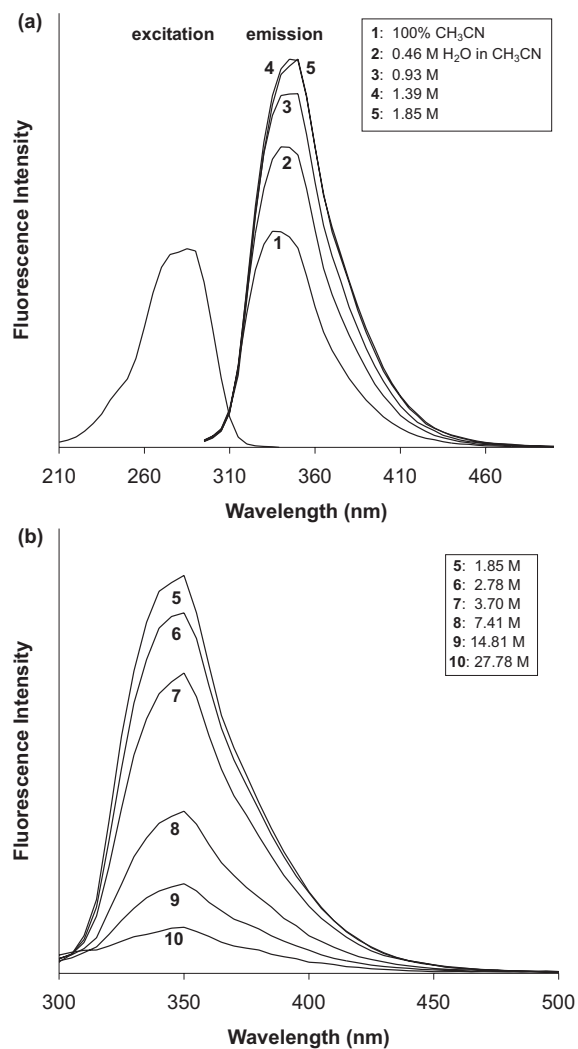 (a)
excitation emission
1: 100% CH₃CN
2: 0.46 M H₂O in CH₃CN
3: 0.93 M
4: 1.39 M
5: 1.85 M
4 5
3
2
1
Fluorescence Intensity
210 260 310 360 410 460
Wavelength (nm)
(b)
5: 1.85 M
6: 2.78 M
7: 3.70 M
8: 7.41 M
9: 14.81 M
10: 27.78 M
5
6
7
8
9
10
Fluorescence Intensity
300 350 400 450 500
Wavelength (nm)